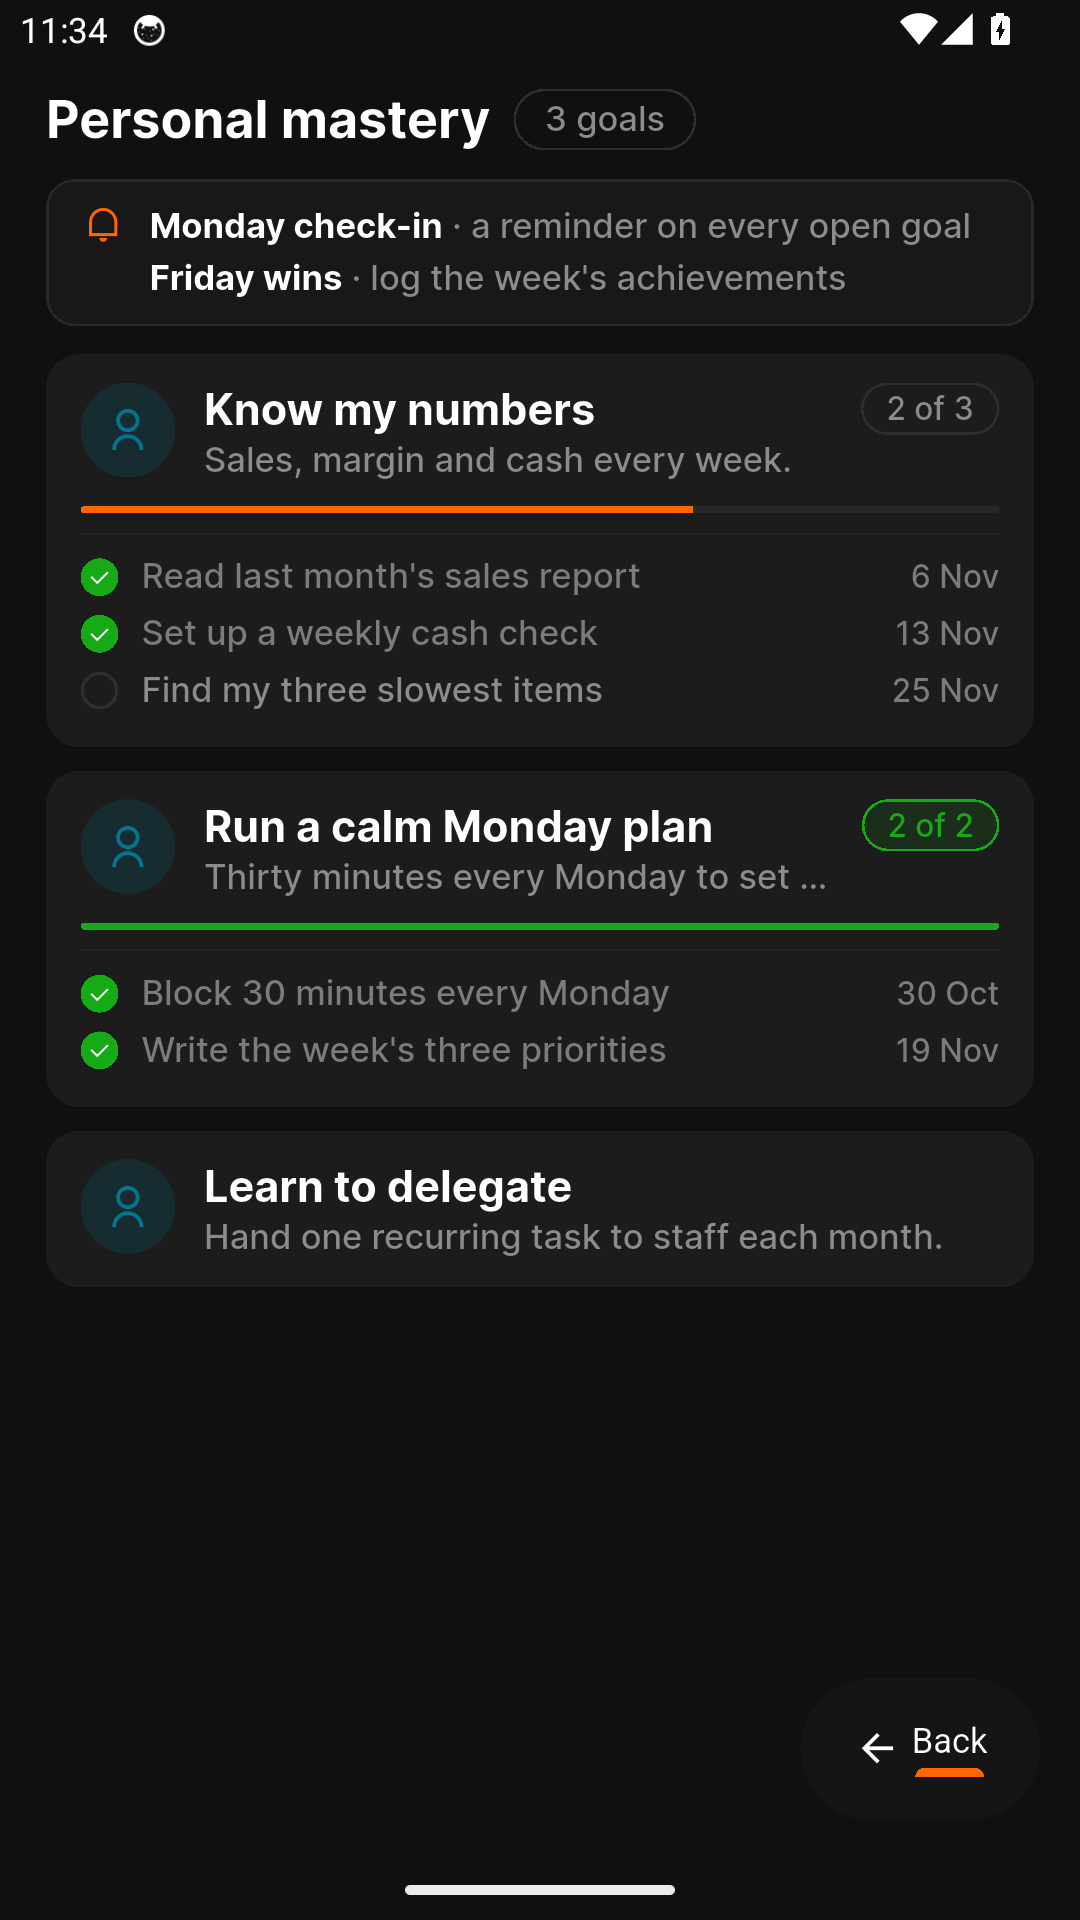 11:34
Personal mastery
3 goals
Monday check-in · a reminder on every open goal
Friday wins · log the week's achievements
Know my numbers
2 of 3
Sales, margin and cash every week.
Read last month's sales report
6 Nov
Set up a weekly cash check
13 Nov
Find my three slowest items
25 Nov
Run a calm Monday plan
2 of 2
Thirty minutes every Monday to set ...
Block 30 minutes every Monday
30 Oct
Write the week's three priorities
19 Nov
Learn to delegate
Hand one recurring task to staff each month.
Back